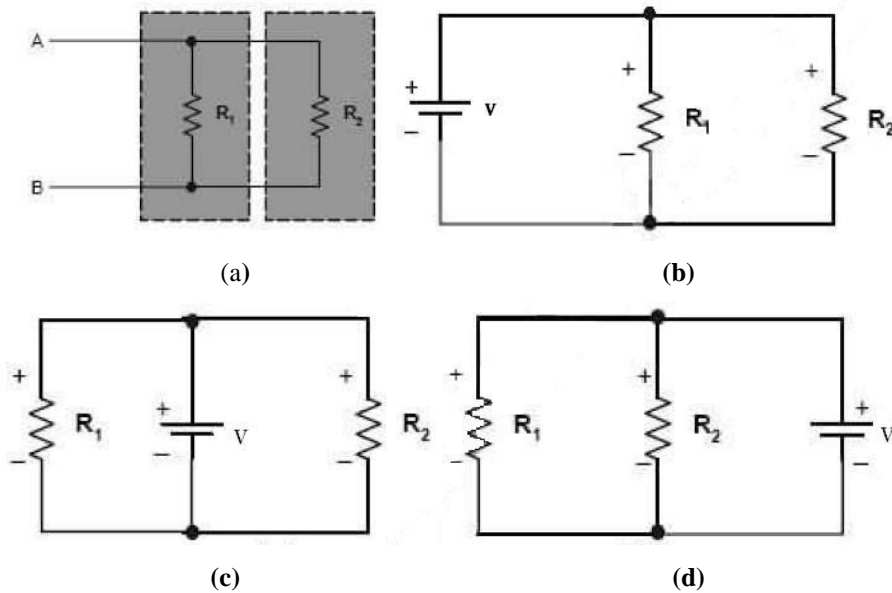 A
R1
R2
B
(a)
+
V
−
+
R1
−
+
R2
−
(b)
+
R1
−
+
V
−
+
R2
−
(c)
+
R1
−
+
R2
−
+
V
−
(d)